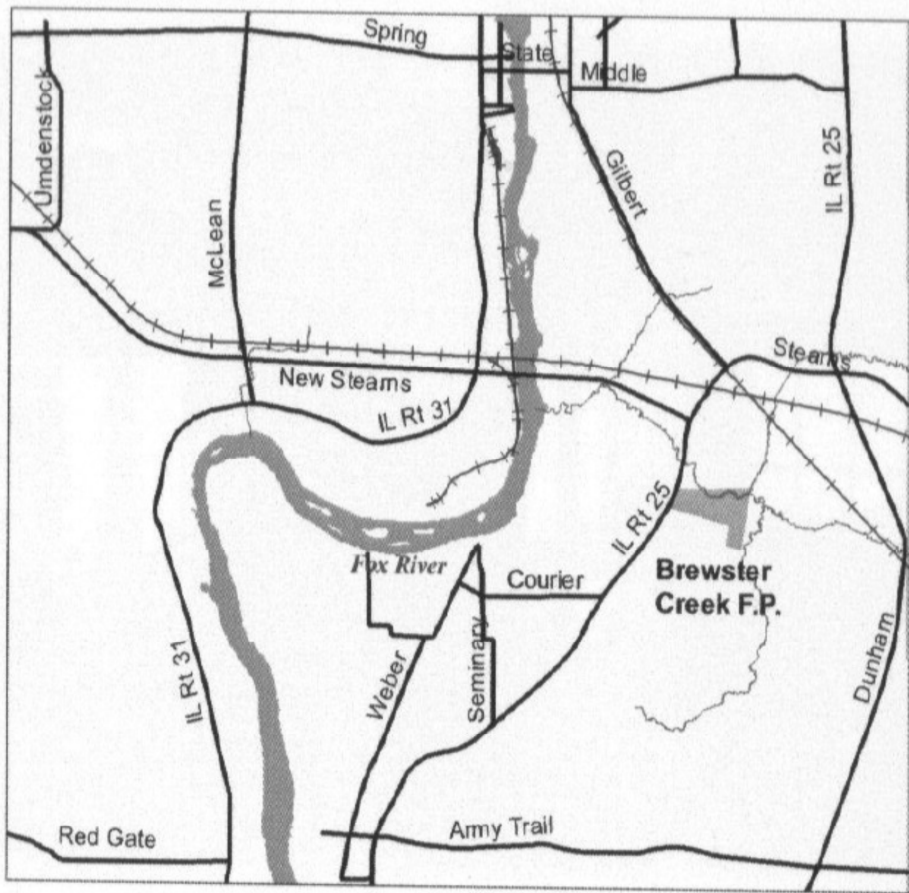 Spring
State
Middle
Umdenstock
McLean
Gilbert
IL Rt 25
New Stearns
Stearns
IL Rt 31
IL Rt 25
Fox River
Courier
Brewster
Creek F.P.
IL Rt 31
Weber
Seminary
Dunham
Red Gate
Army Trail